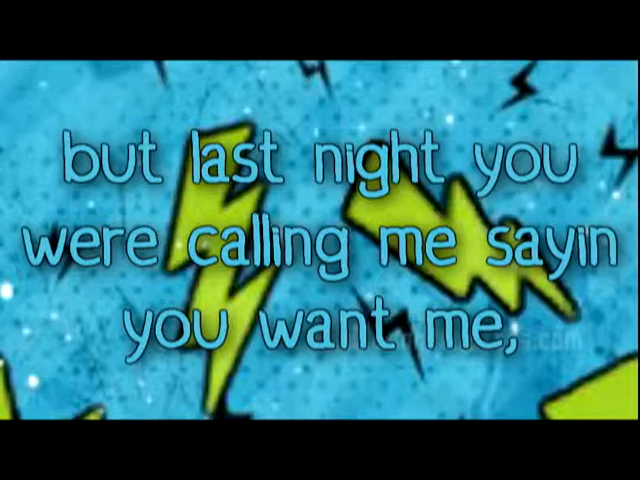 but last night you
were calling me sayin
you want me,